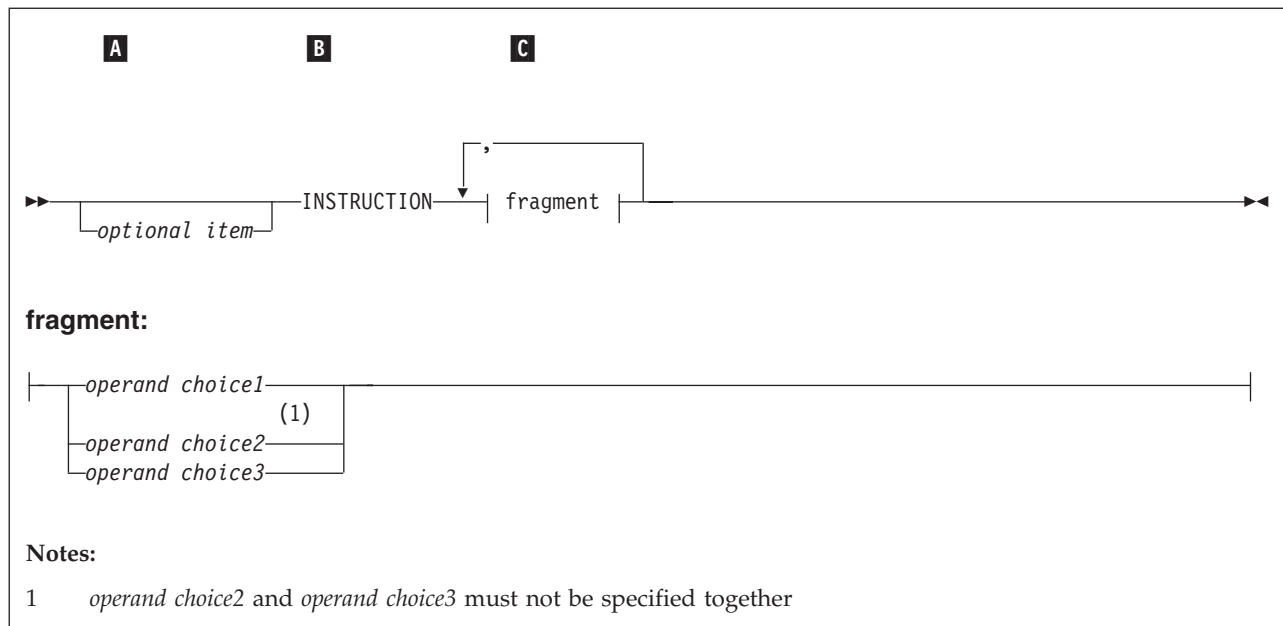 A B C
,
INSTRUCTION fragment
optional item
fragment:
operand choice1
(1)
operand choice2
operand choice3
Notes:
1 operand choice2 and operand choice3 must not be specified together